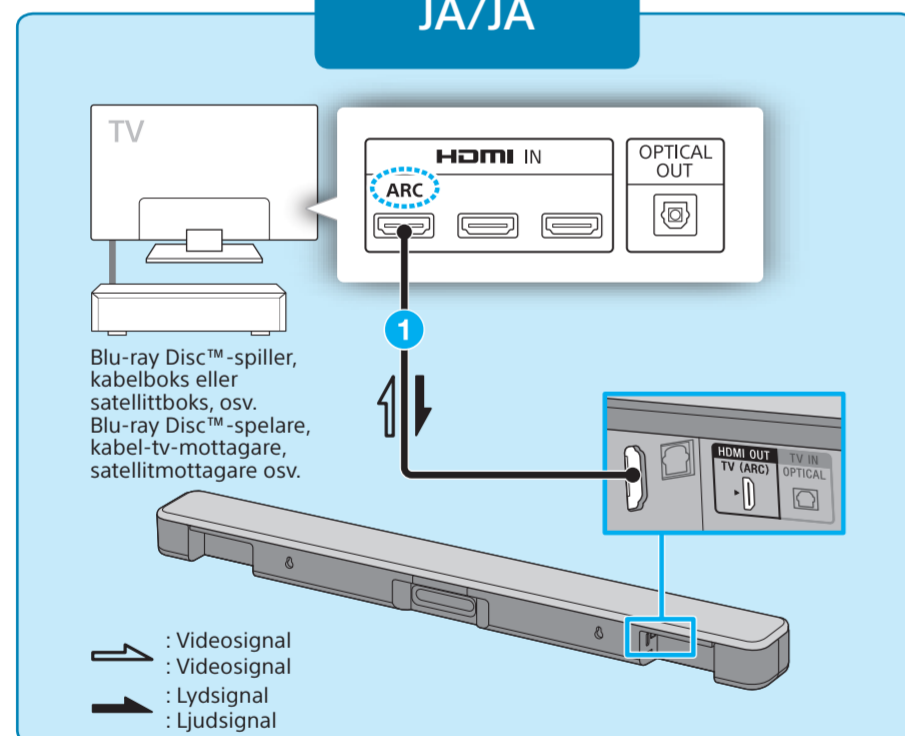 JA/JA
TV
HDMI IN
ARC
OPTICAL
OUT
1
Blu-ray Disc™-spiller,
kabelboks eller
satellittboks, osv.
Blu-ray Disc™-spelare,
kabel-tv-mottagare,
satellitmottagare osv.
HDMI OUT
TV (ARC)
TV IN
OPTICAL
: Videosignal
: Videosignal
: Lydsignal
: Ljudsignal